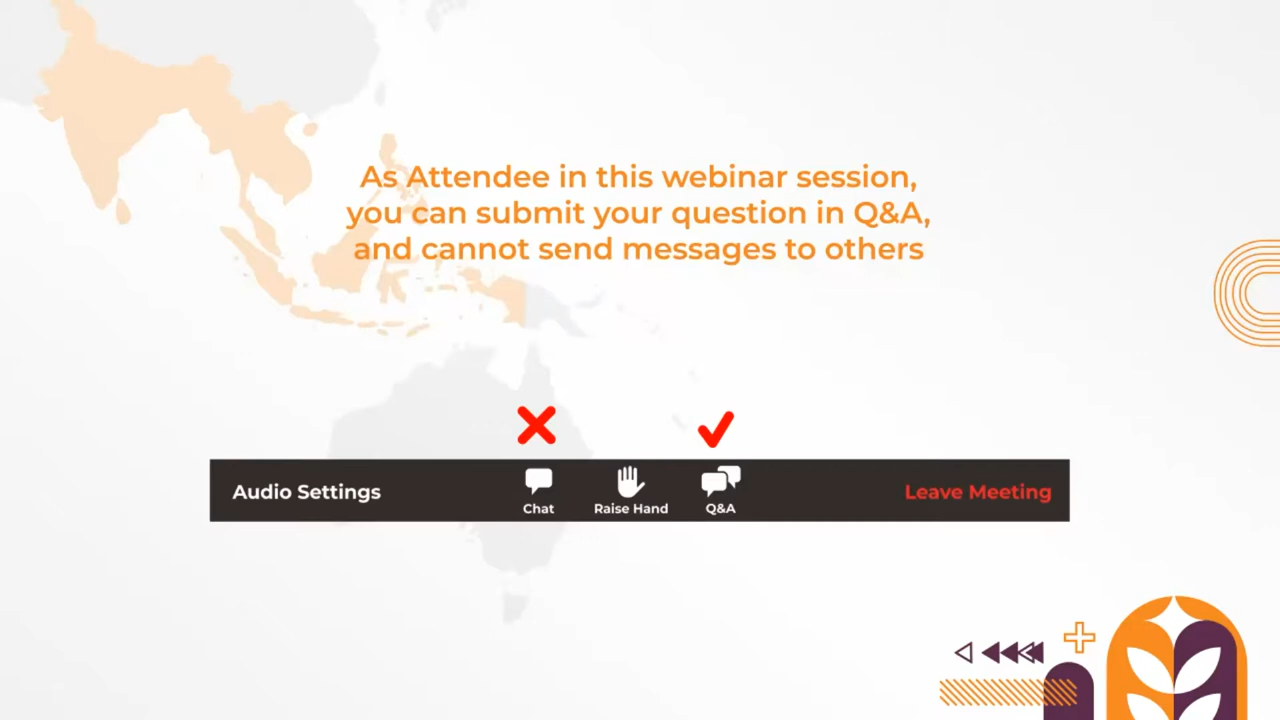 As Attendee in this webinar session,
you can submit your question in Q&A,
and cannot send messages to others
Audio Settings
Chat
Raise Hand
Q&A
Leave Meeting